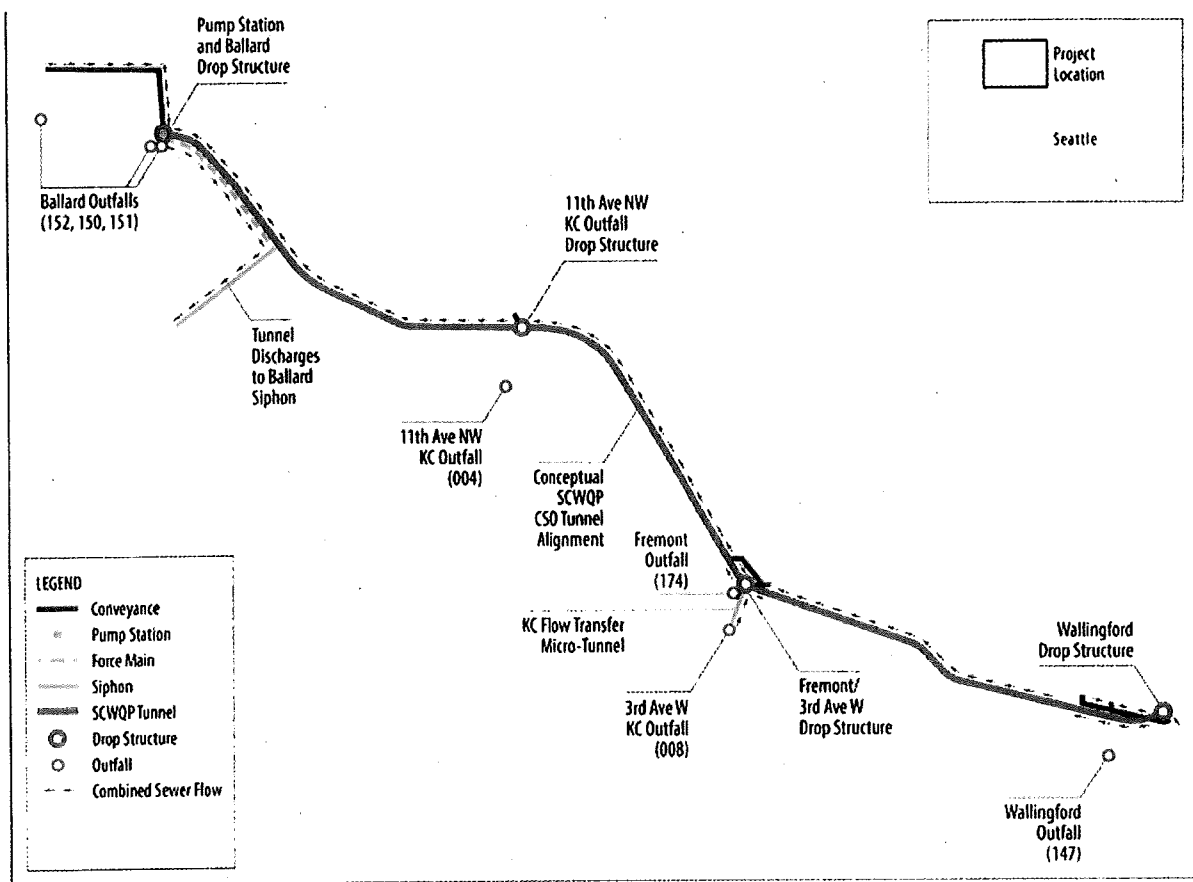 Pump Station
and Ballard
Drop Structure
Project
Location
Seattle
Ballard Outfalls
(152, 150, 151)
11th Ave NW
KC Outfall
Drop Structure
Tunnel
Discharges
to Ballard
Siphon
11th Ave NW
KC Outfall
(004)
Conceptual
SCWQP
CSO Tunnel
Alignment
Fremont
Outfall
(174)
KC Flow Transfer
Micro-Tunnel
3rd Ave W
KC Outfall
(008)
Fremont/
3rd Ave W
Drop Structure
Wallingford
Drop Structure
Wallingford
Outfall
(147)
LEGEND
Conveyance
Pump Station
Force Main
Siphon
SCWQP Tunnel
Drop Structure
Outfall
Combined Sewer Flow